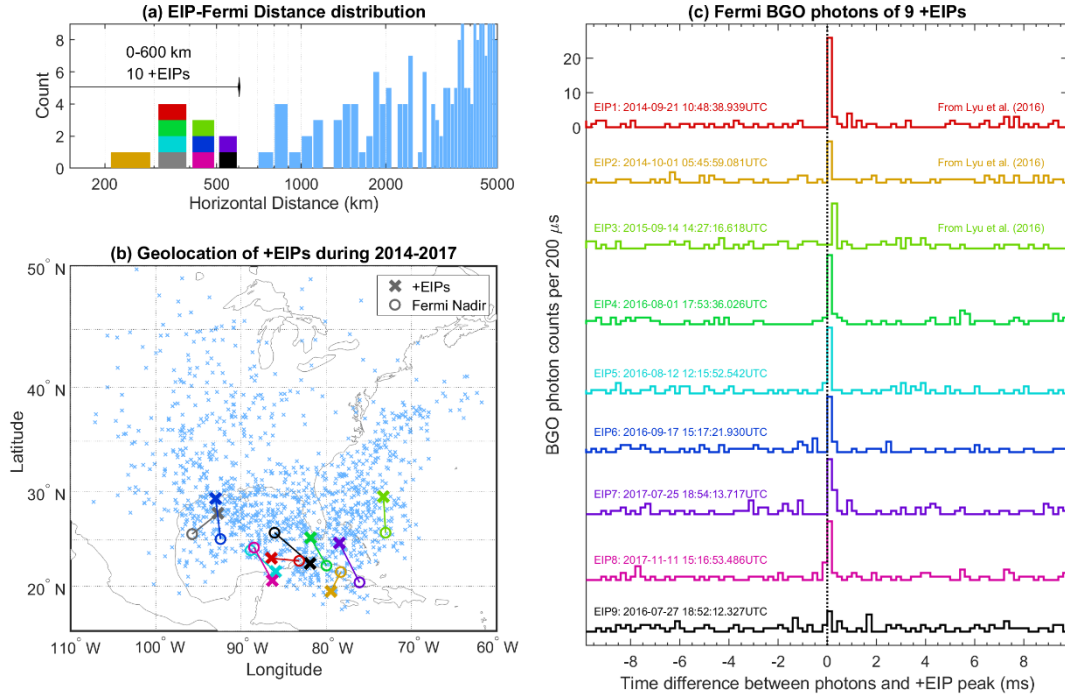 (a) EIP-Fermi Distance distribution
8
6
4
2
0
Count
0-600 km
10 +EIPs
200
500
1000
2000
5000
Horizontal Distance (km)
(b) Geolocation of +EIPs during 2014-2017
50° N
40° N
30° N
20° N
Latitude
+EIPs
Fermi Nadir
110° W
100° W
90° W
80° W
70° W
60° W
Longitude
(c) Fermi BGO photons of 9 +EIPs
20
10
0
BGO photon counts per 200 μs
EIP1: 2014-09-21 10:48:38.939UTC
From Lyu et al. (2016)
EIP2: 2014-10-01 05:45:59.081UTC
From Lyu et al. (2016)
EIP3: 2015-09-14 14:27:16.618UTC
From Lyu et al. (2016)
EIP4: 2016-08-01 17:53:36.026UTC
EIP5: 2016-08-12 12:15:52.542UTC
EIP6: 2016-09-17 15:17:21.930UTC
EIP7: 2017-07-25 18:54:13.717UTC
EIP8: 2017-11-11 15:16:53.486UTC
EIP9: 2016-07-27 18:52:12.327UTC
-8
-6
-4
-2
0
2
4
6
8
Time difference between photons and +EIP peak (ms)